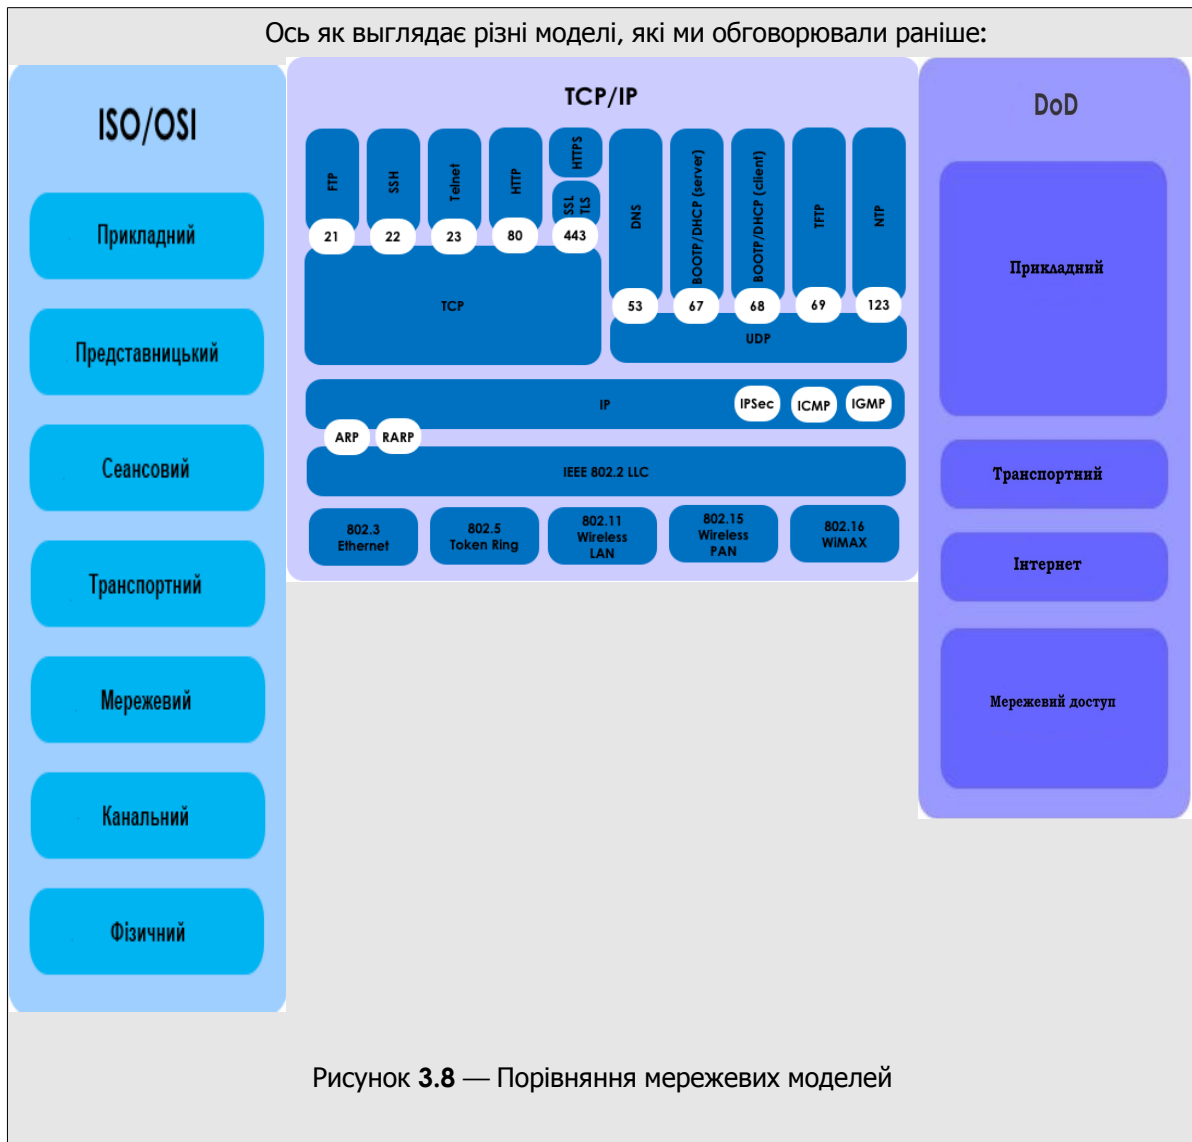 Ось як выглядає різні моделі, які ми обговорювали раніше:
ISO/OSI
Прикладний
Представницький
Сеансовий
Транспортний
Мережевий
Канальний
Фізичний
TCP/IP
FTP
SSH
Telnet
HTTP
HTTPS
SSL
TLS
DNS
BOOTP/DHCP (server)
BOOTP/DHCP (client)
TFTP
NTP
21
22
23
80
443
53
67
68
69
123
TCP
UDP
IP
IPSec
ICMP
IGMP
ARP
RARP
IEEE 802.2 LLC
802.3
Ethernet
802.5
Token Ring
802.11
Wireless
LAN
802.15
Wireless
PAN
802.16
WiMAX
DoD
Прикладний
Транспортний
Інтернет
Мережевий доступ
Рисунок 3.8 — Порівняння мережевих моделей